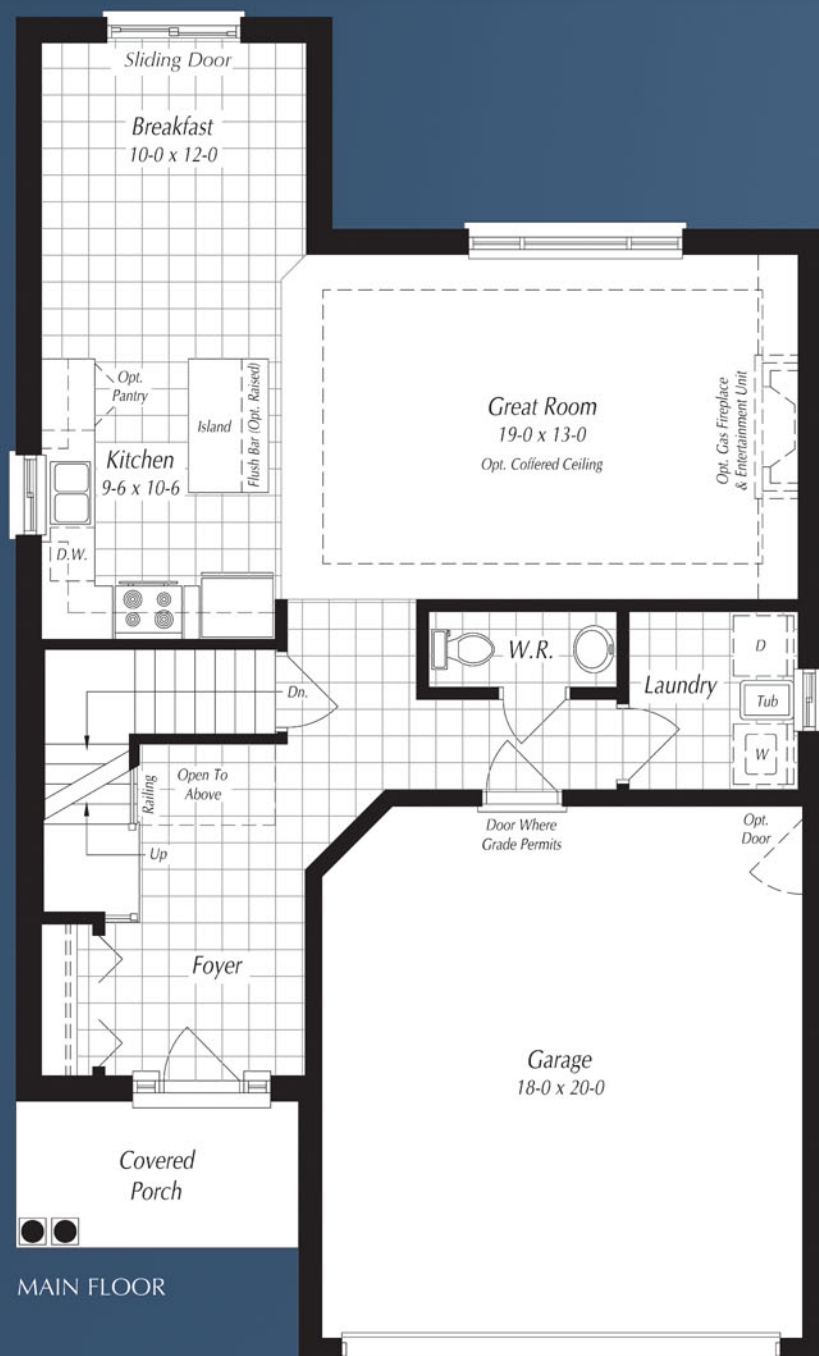 Sliding Door
Breakfast
10-0 x 12-0
Opt.
Pantry
Island
Flush Bar (Opt. Raised)
Kitchen
9-6 x 10-6
D.W.
Great Room
19-0 x 13-0
Opt. Coffered Ceiling
Opt. Gas Fireplace
& Entertainment Unit
W.R.
Laundry
D
Tub
W
Dn.
Open To
Above
Railing
Up
Door Where
Grade Permits
Opt.
Door
Foyer
Garage
18-0 x 20-0
Covered
Porch
MAIN FLOOR